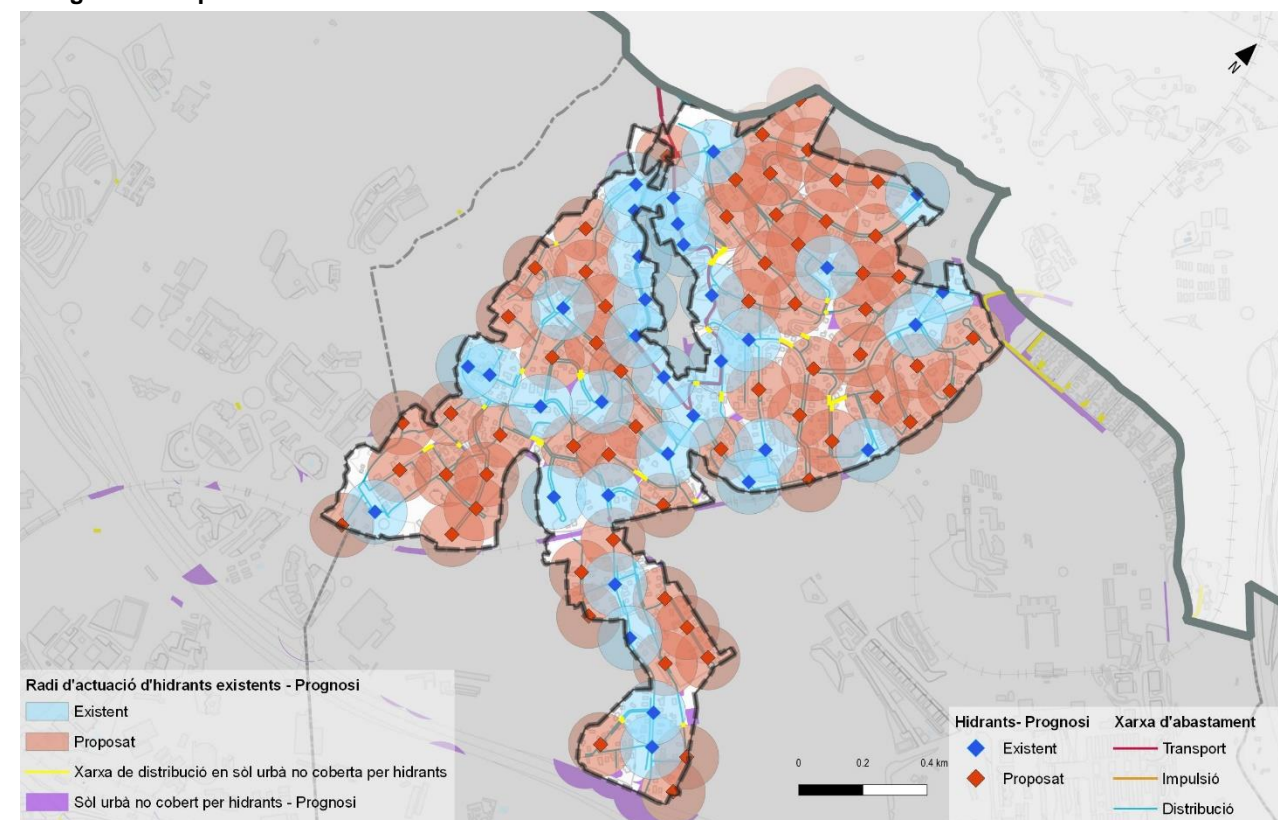 N
Radi d'actuació d'hidrants existents - Prognosi
Existent
Proposat
Xarxa de distribució en sòl urbà no coberta per hidrants
Sòl urbà no cobert per hidrants - Prognosi
0 0.2 0.4 km
Hidrants- Prognosi
Existent
Proposat
Xarxa d'abastament
Transport
Impulsió
Distribució